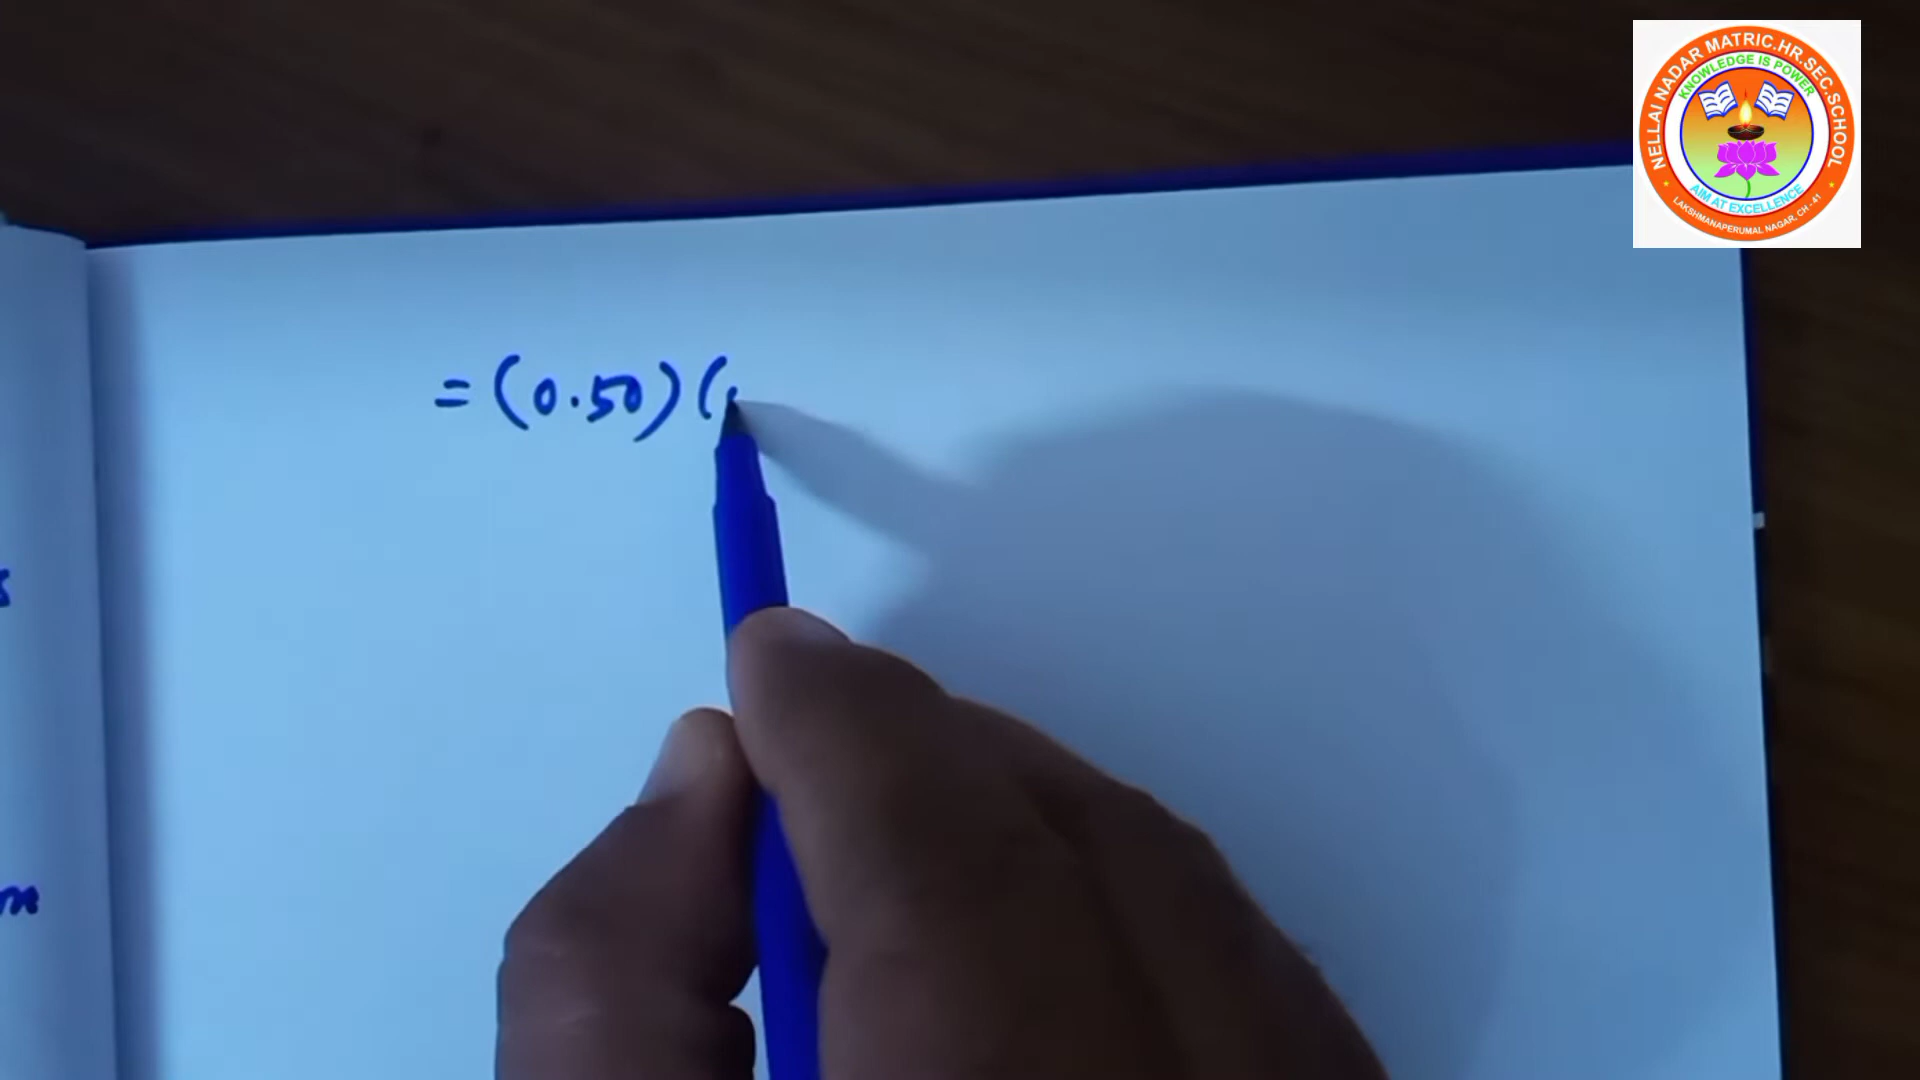 NELLAI NADAR MATRIC.HR.SEC.SCHOOL
KNOWLEDGE IS POWER
AIM AT EXCELLENCE
LAKSHMANAPERUMAL NAGAR, CH - 41
= (0.50) (